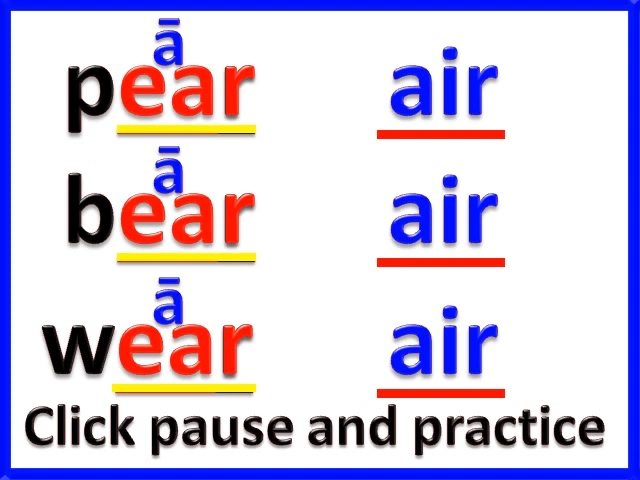 ā
pear air
ā
bear air
ā
wear air
Click pause and practice